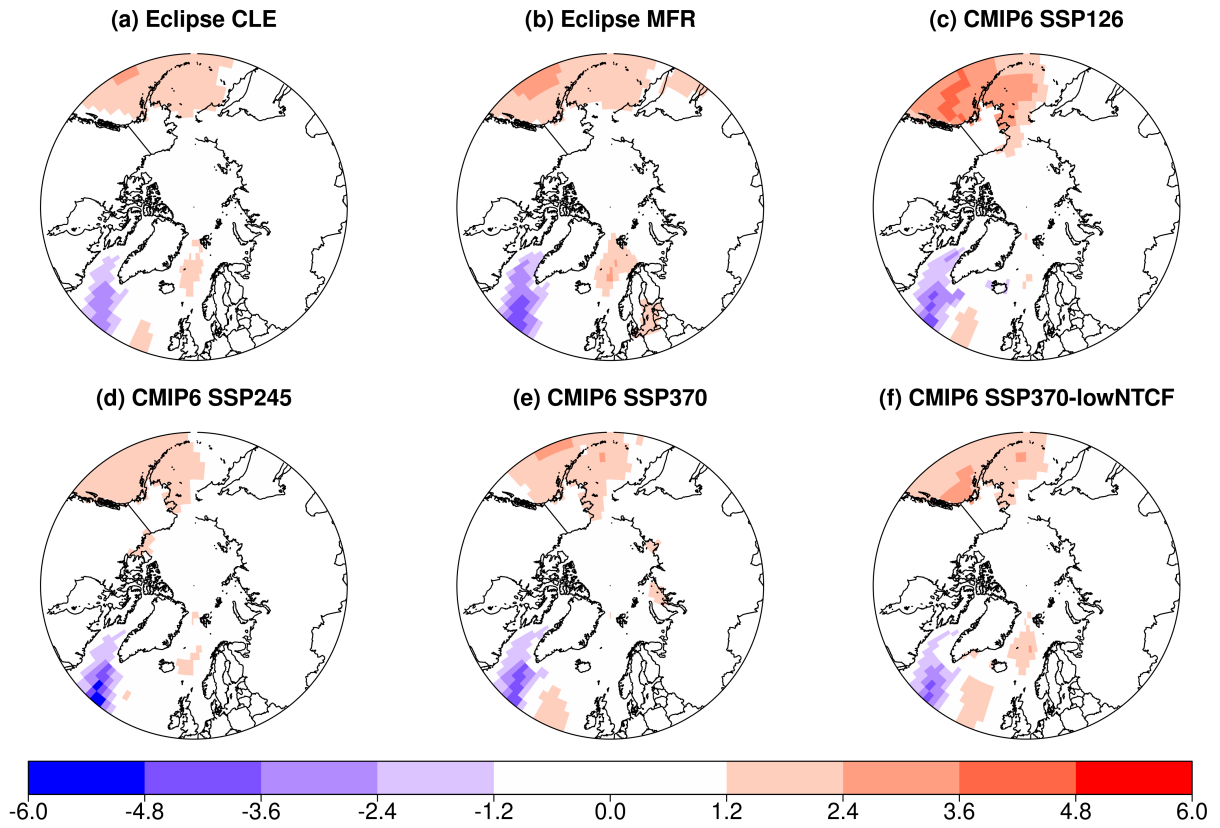 (a) Eclipse CLE
(b) Eclipse MFR
(c) CMIP6 SSP126
(d) CMIP6 SSP245
(e) CMIP6 SSP370
(f) CMIP6 SSP370-lowNTCF
-6.0 -4.8 -3.6 -2.4 -1.2 0.0 1.2 2.4 3.6 4.8 6.0